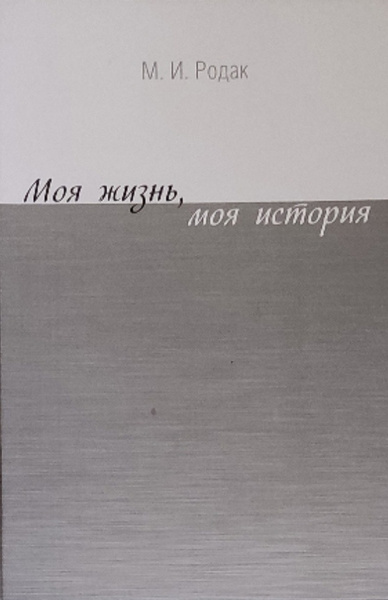 М. И. Родак
Моя жизнь,
моя история